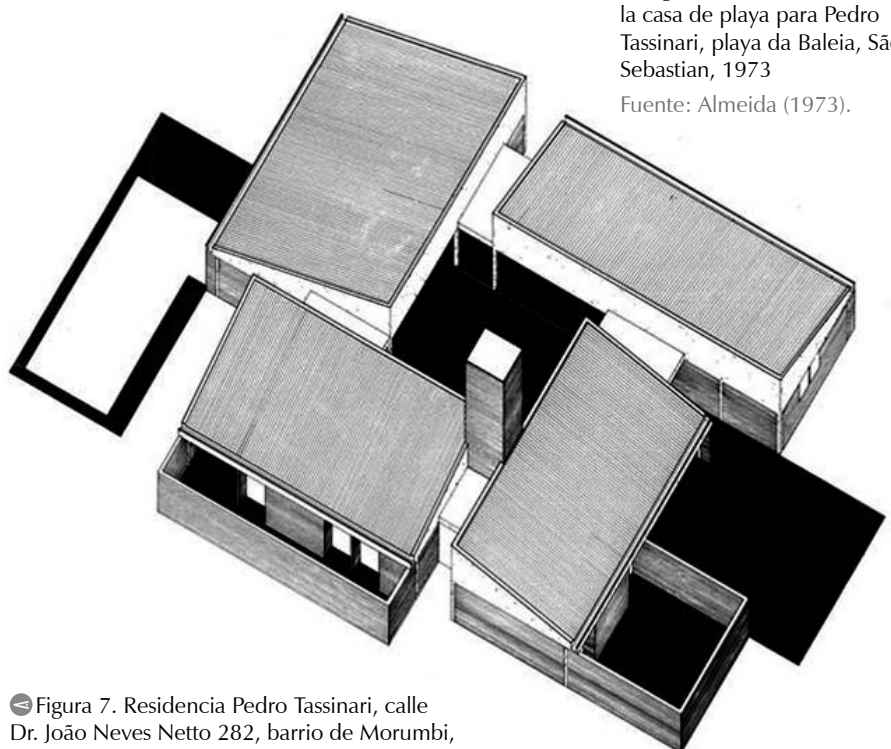 la casa de playa para Pedro
Tassinari, playa da Baleia,
Sebastian, 1973
Fuente: Almeida (1973).
Figura 7. Residencia Pedro Tassinari, calle
Dr. João Neves Netto 282, barrio de Morumbi,